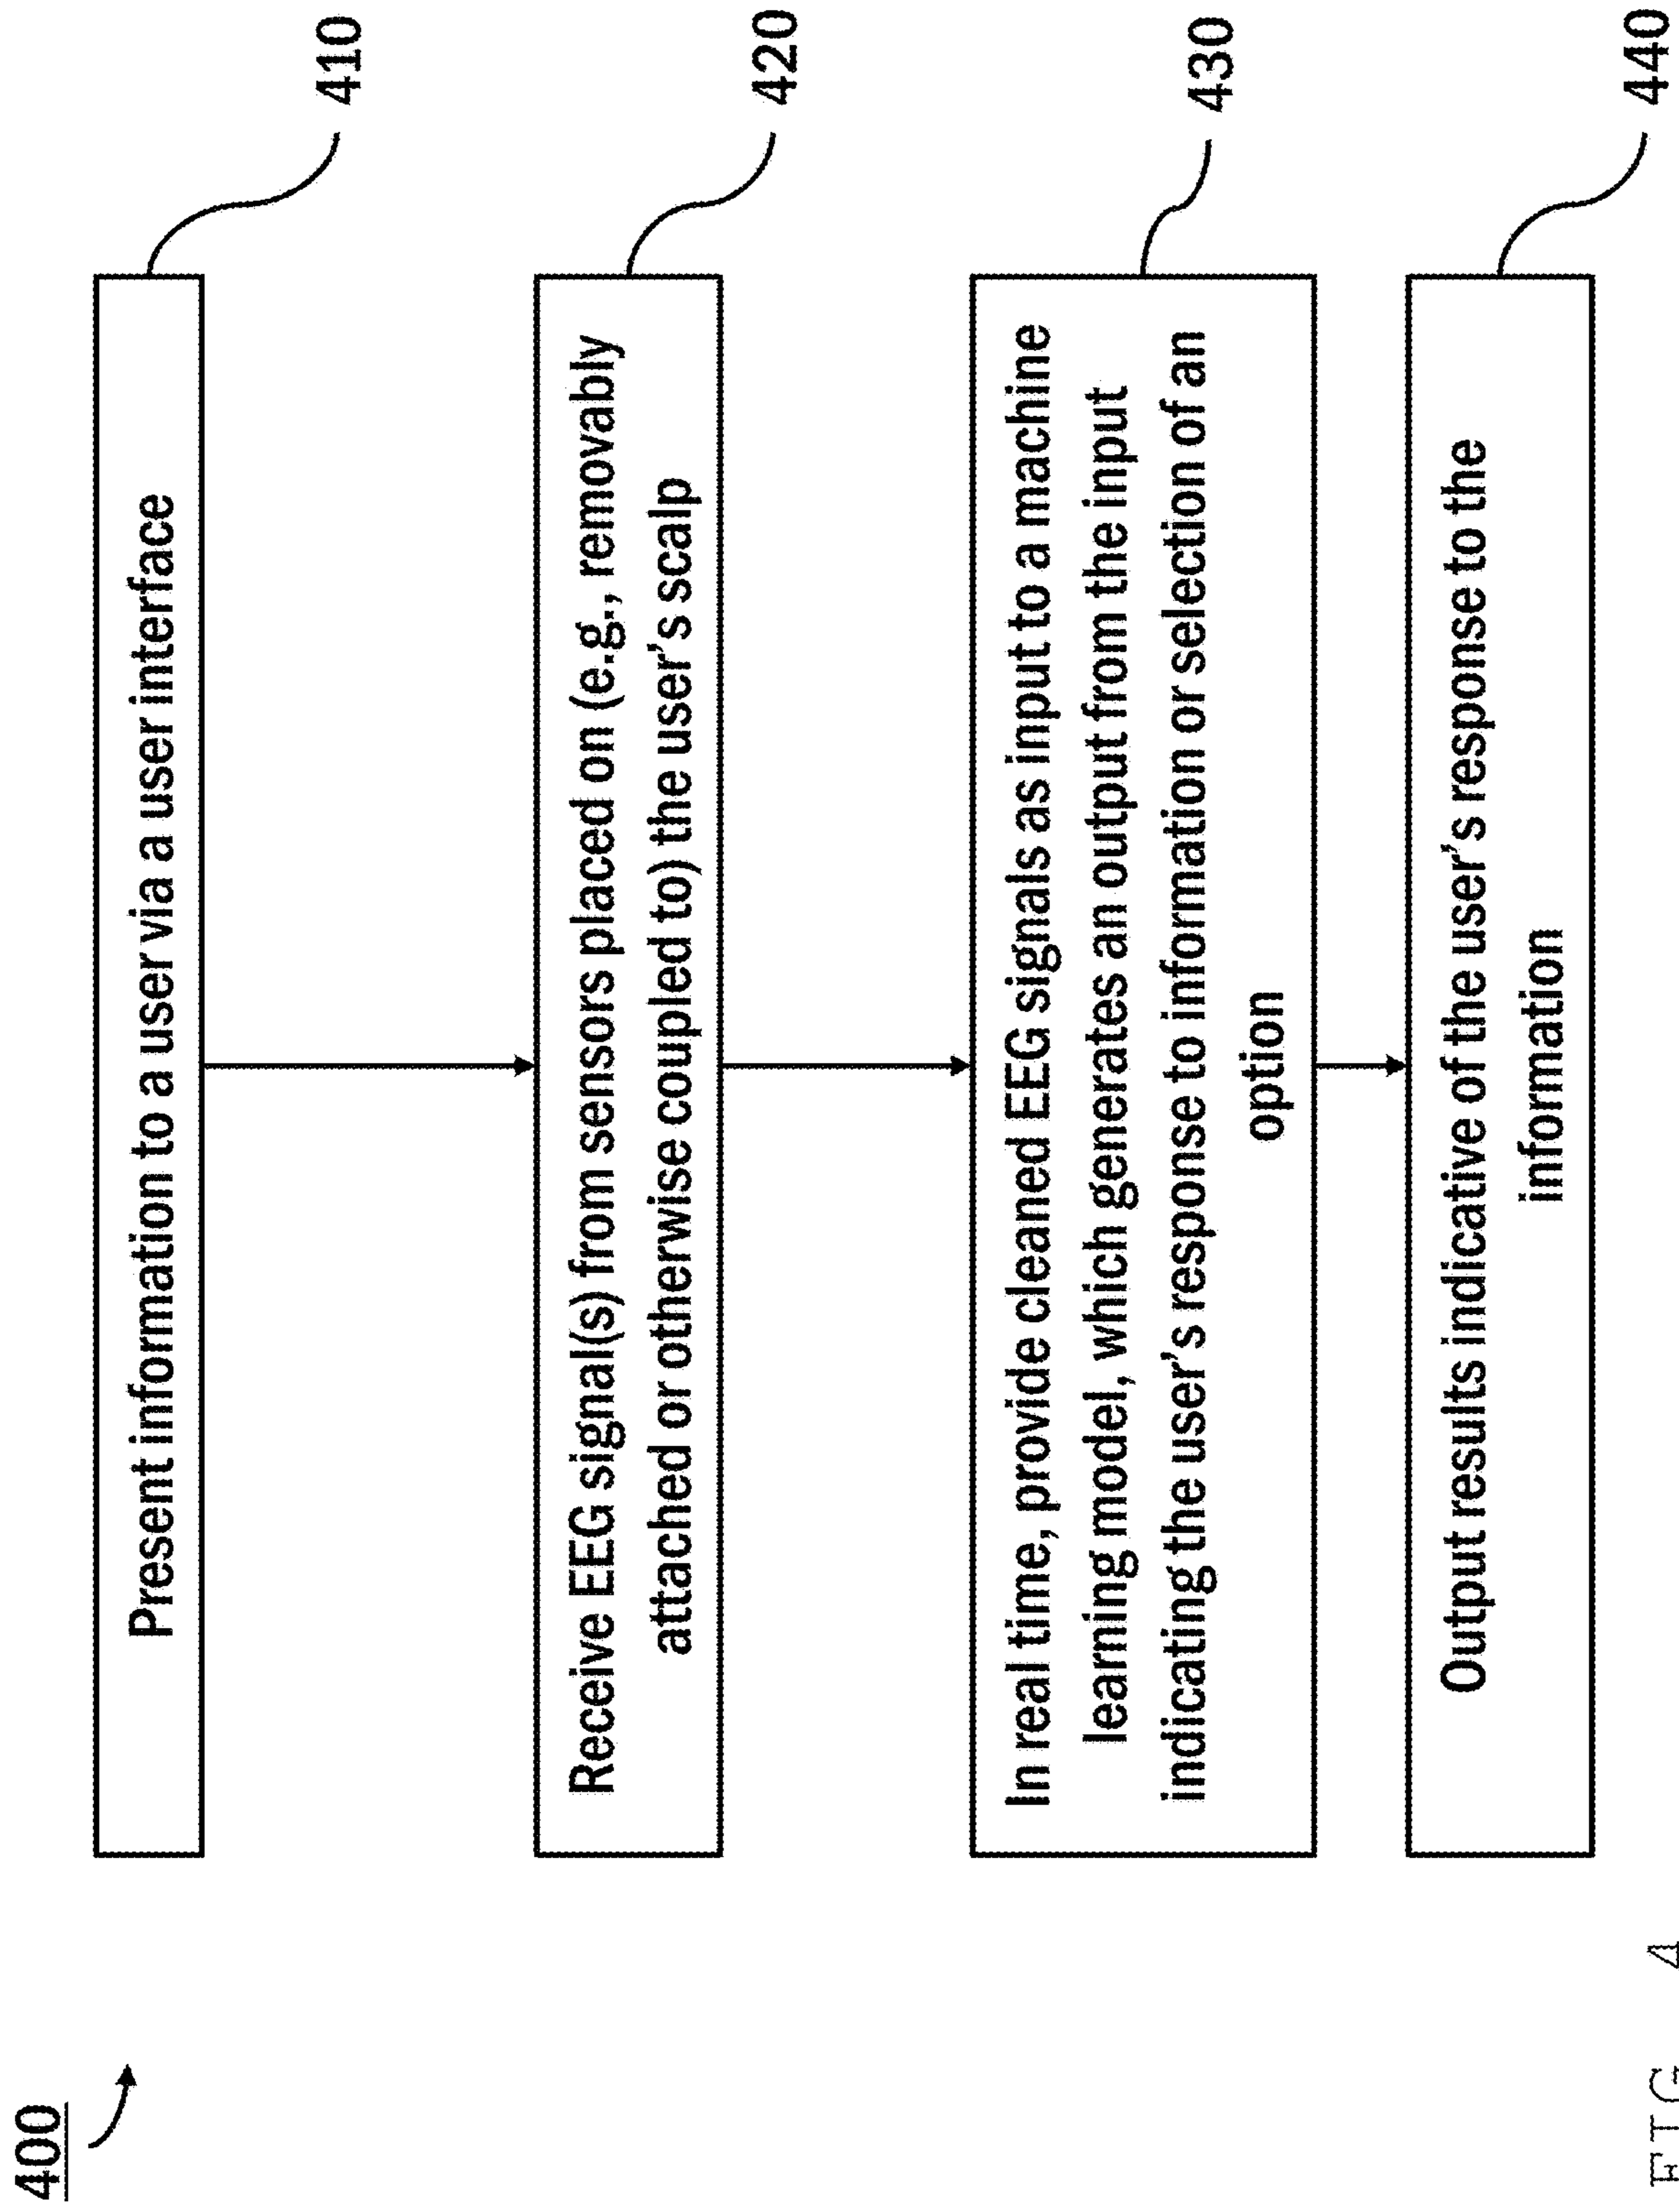 400
Present information to a user via a user interface
410
Receive EEG signal(s) from sensors placed on (e.g., removably
attached or otherwise coupled to) the user's scalp
420
In real time, provide cleaned EEG signals as input to a machine
learning model, which generates an output from the input
indicating the user's response to information or selection of an
option
430
Output results indicative of the user's response to the
information
440
FIG 4